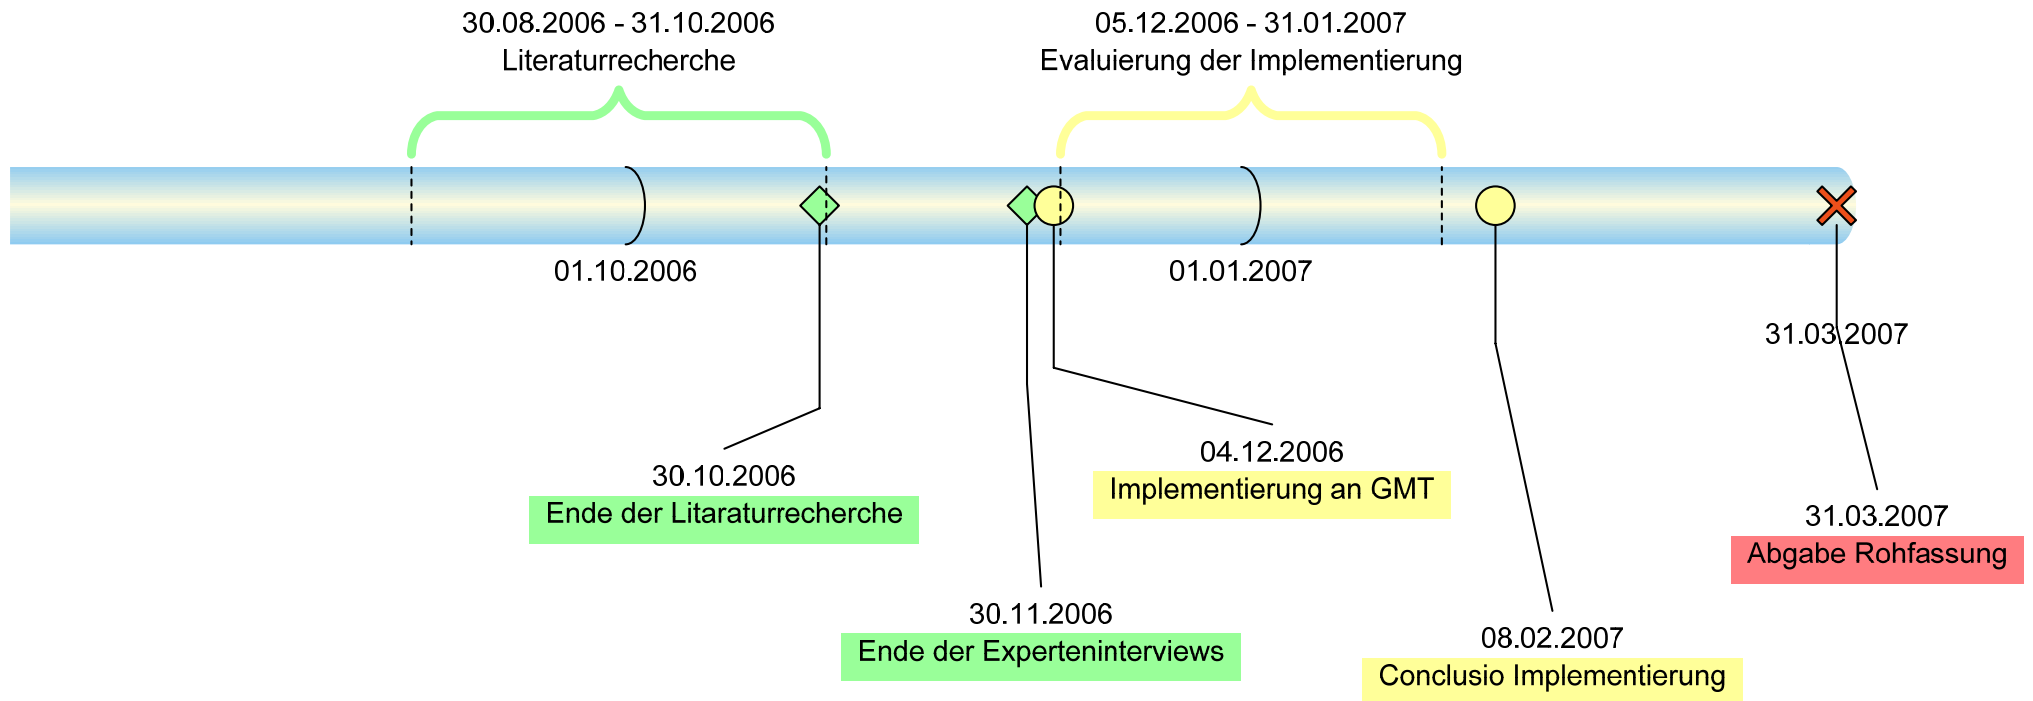 30.08.2006 - 31.10.2006
Literaturrecherche
05.12.2006 - 31.01.2007
Evaluierung der Implementierung
01.10.2006
01.01.2007
31.03.2007
30.10.2006
Ende der Litaraturrecherche
30.11.2006
Ende der Experteninterviews
04.12.2006
Implementierung an GMT
08.02.2007
Conclusio Implementierung
31.03.2007
Abgabe Rohfassung